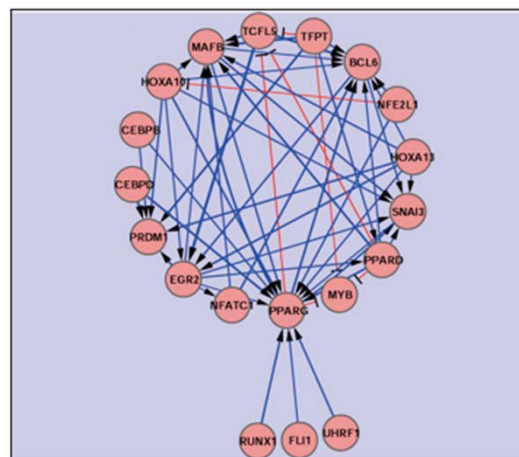 TCFL5
TFPT
MAFB
BCL6
HOXA10
NFE2L1
CEBPB
HOXA13
CEBPD
SNAI3
PRDM1
PPARD
EGR2
MYB
NFATC1
PPARG
RUNX1
FLI1
UHRF1